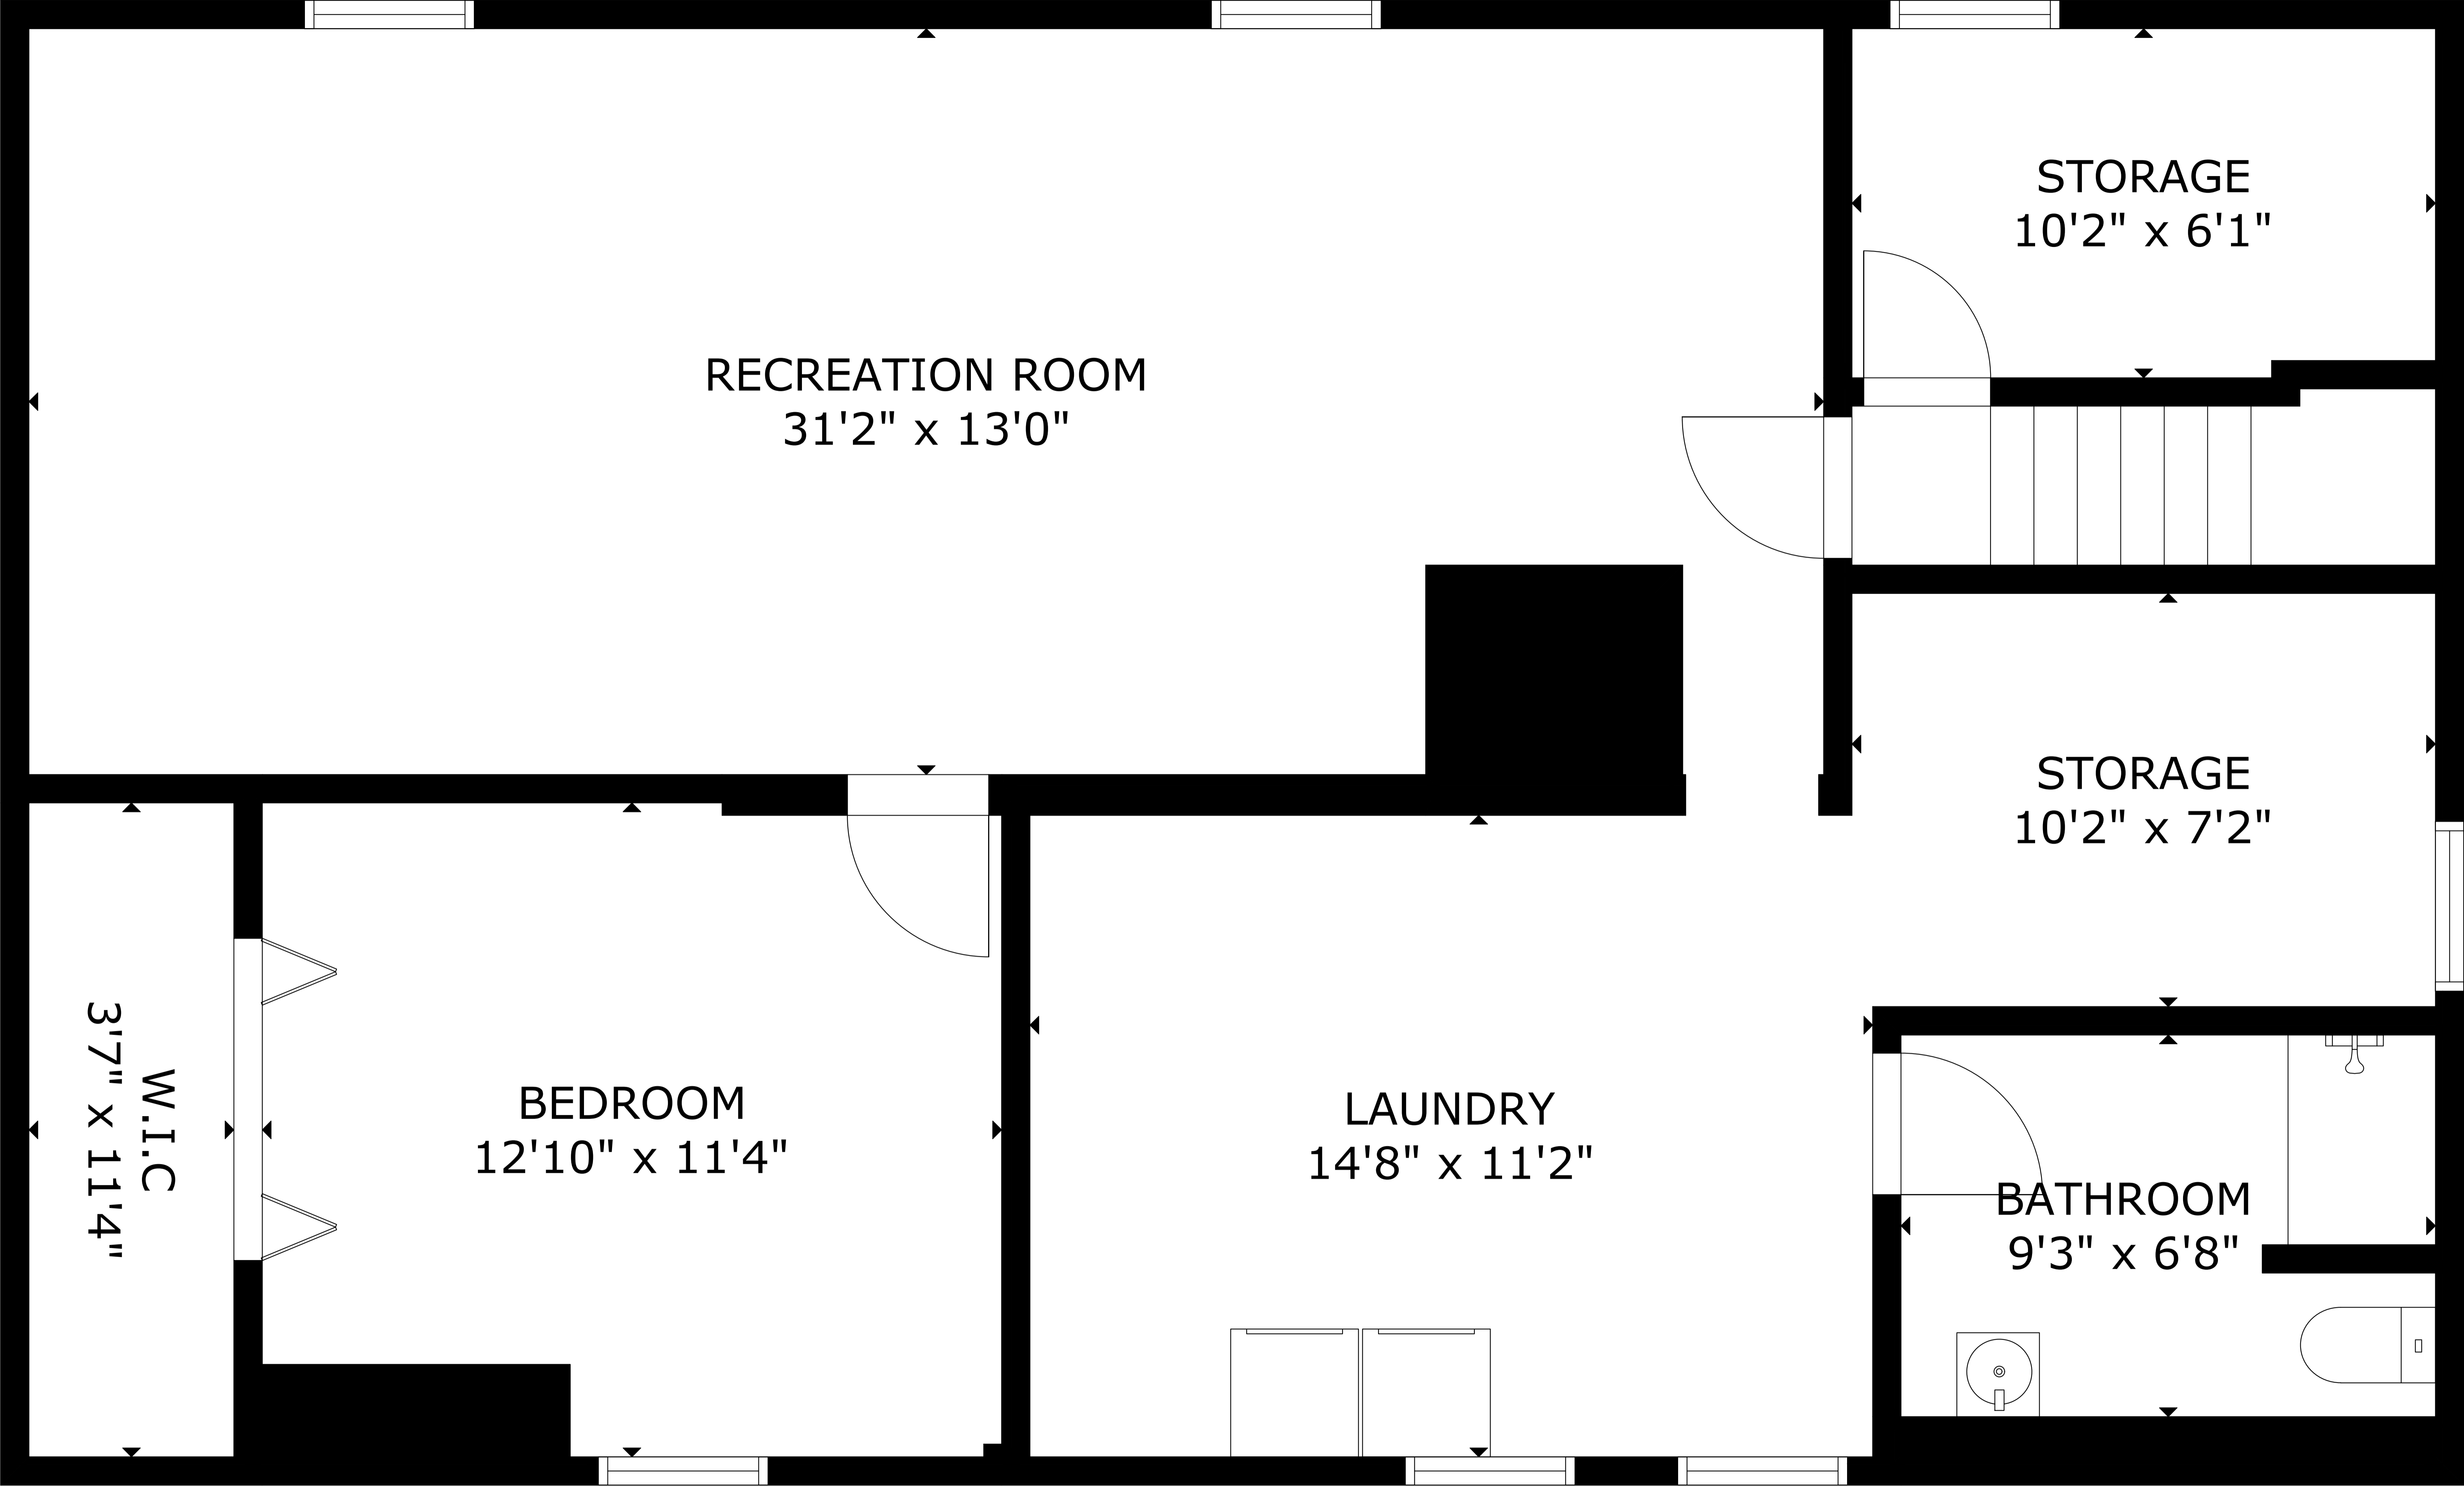 STORAGE
10'2" x 6'1"
RECREATION ROOM
31'2" x 13'0"
STORAGE
10'2" x 7'2"
W.I.C
3'7" x 11'4"
BEDROOM
12'10" x 11'4"
LAUNDRY
14'8" x 11'2"
BATHROOM
9'3" x 6'8"